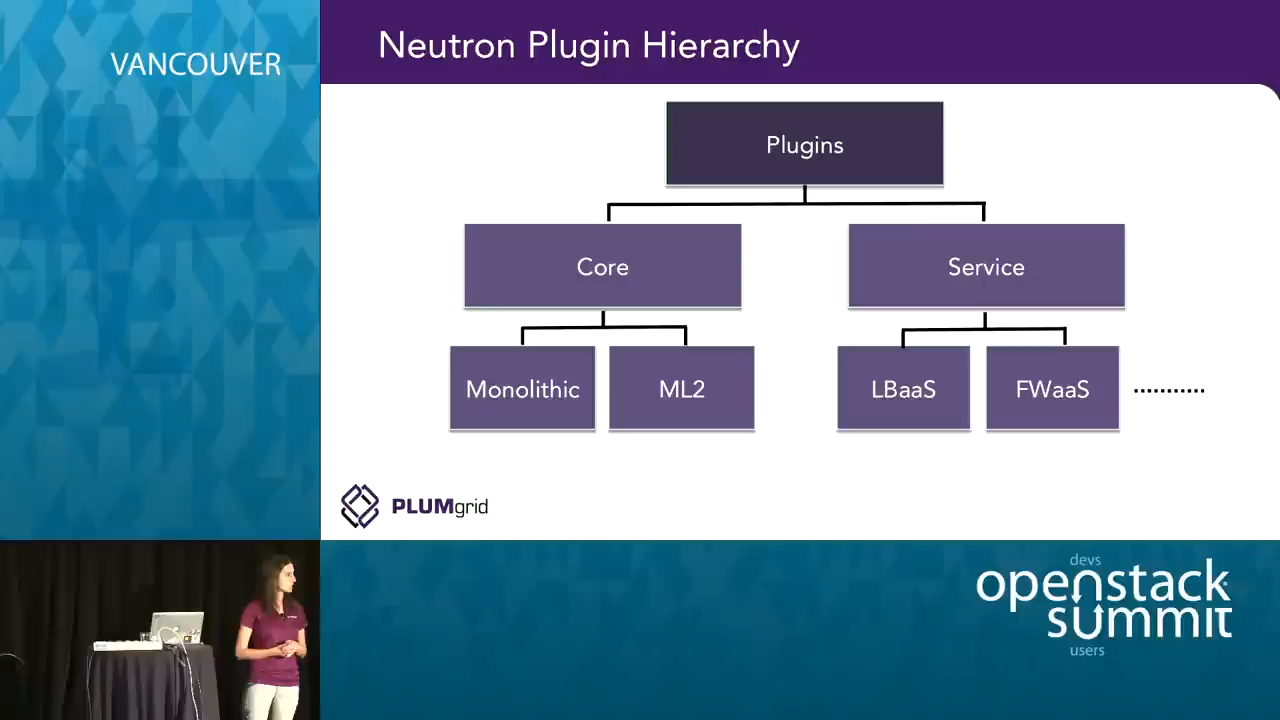 VANCOUVER
Neutron Plugin Hierarchy
Plugins
Core
Service
Monolithic
ML2
LBaaS
FWaaS
...........
PLUMgrid
devs
openstack
summit
users